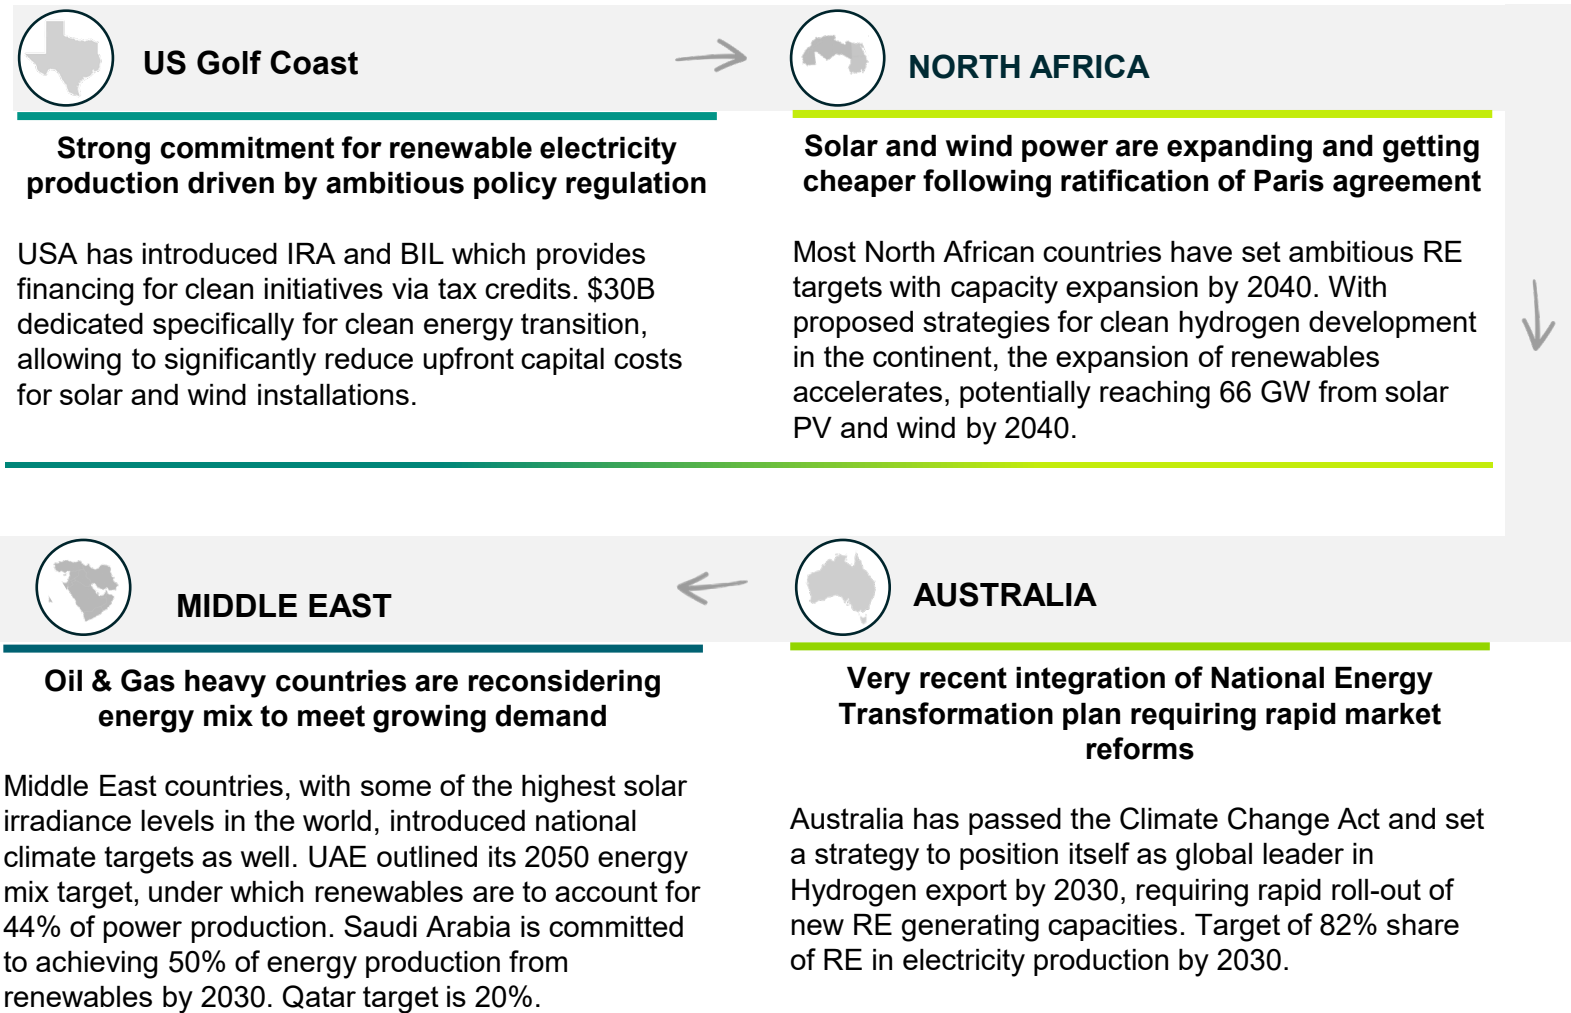 US Golf Coast
Strong commitment for renewable electricity
production driven by ambitious policy regulation
USA has introduced IRA and BIL which provides
financing for clean initiatives via tax credits. $30B
dedicated specifically for clean energy transition,
allowing to significantly reduce upfront capital costs
for solar and wind installations.
NORTH AFRICA
Solar and wind power are expanding and getting
cheaper following ratification of Paris agreement
Most North African countries have set ambitious RE
targets with capacity expansion by 2040. With
proposed strategies for clean hydrogen development
in the continent, the expansion of renewables
accelerates, potentially reaching 66 GW from solar
PV and wind by 2040.
AUSTRALIA
Very recent integration of National Energy
Transformation plan requiring rapid market
reforms
Australia has passed the Climate Change Act and set
a strategy to position itself as global leader in
Hydrogen export by 2030, requiring rapid roll-out of
new RE generating capacities. Target of 82% share
of RE in electricity production by 2030.
MIDDLE EAST
Oil & Gas heavy countries are reconsidering
energy mix to meet growing demand
Middle East countries, with some of the highest solar
irradiance levels in the world, introduced national
climate targets as well. UAE outlined its 2050 energy
mix target, under which renewables are to account for
44% of power production. Saudi Arabia is committed
to achieving 50% of energy production from
renewables by 2030. Qatar target is 20%.